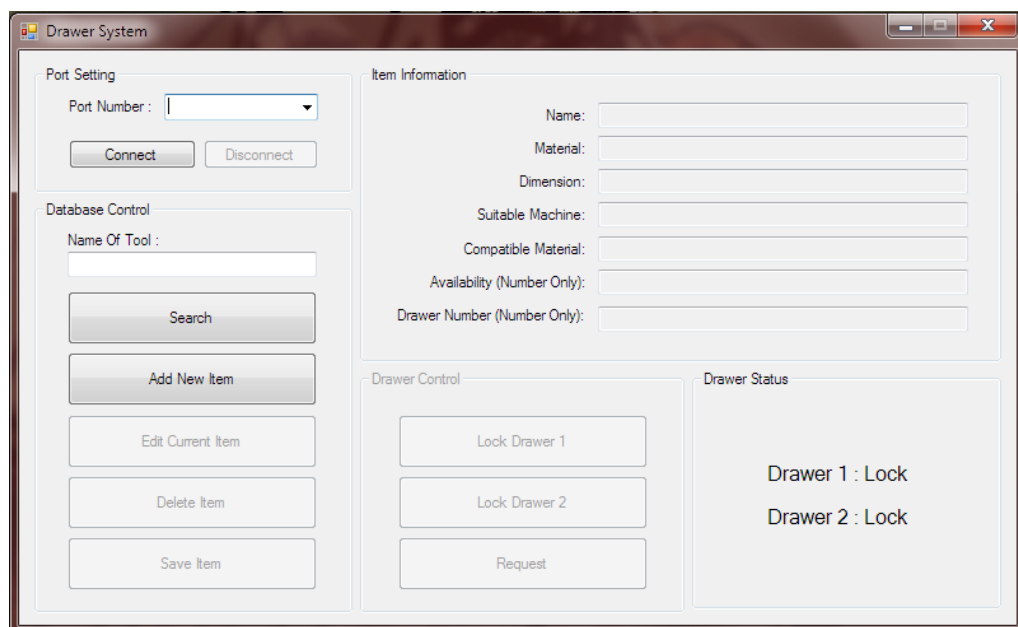 Drawer System
Port Setting
Port Number :
Connect
Disconnect
Database Control
Name Of Tool :
Search
Add New Item
Edit Current Item
Delete Item
Save Item
Item Information
Name:
Material:
Dimension:
Suitable Machine:
Compatible Material:
Availability (Number Only):
Drawer Number (Number Only):
Drawer Control
Lock Drawer 1
Lock Drawer 2
Request
Drawer Status
Drawer 1 : Lock
Drawer 2 : Lock